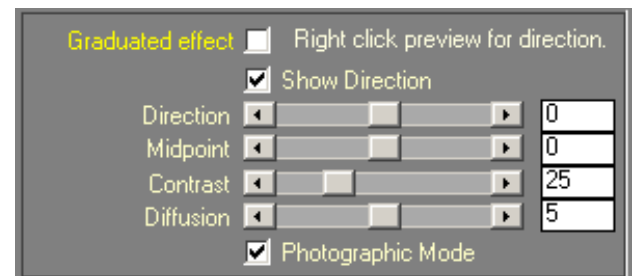 Graduated effect Right click preview for direction.
Show Direction
Direction 0
Midpoint 0
Contrast 25
Diffusion 5
Photographic Mode